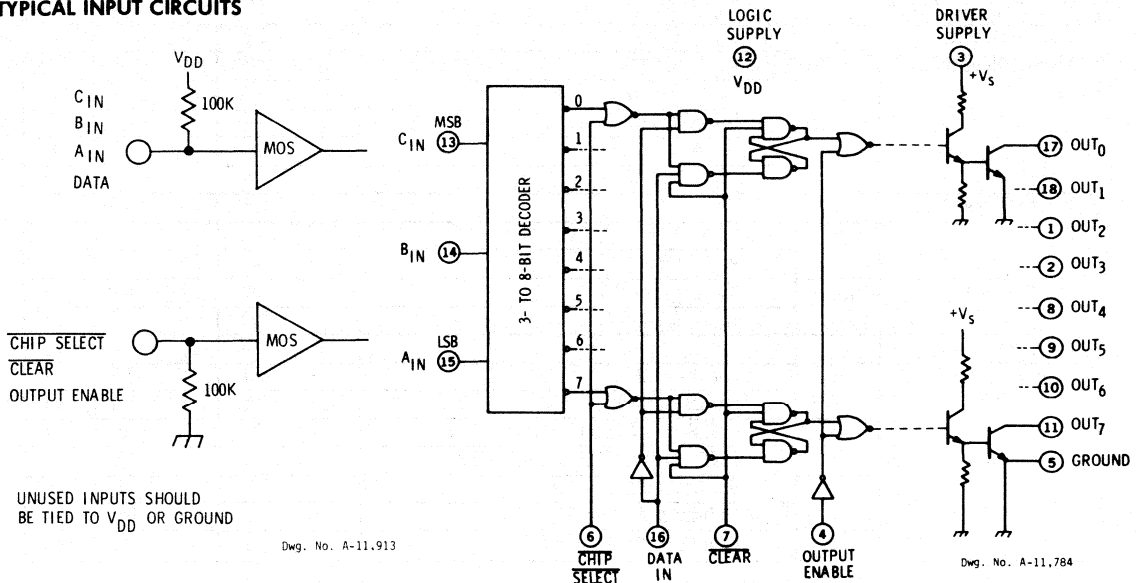 TYPICAL INPUT CIRCUITS
VDD
100K
CIN
BIN
AIN
DATA
MOS
CHIP SELECT
CLEAR
OUTPUT ENABLE
MOS
100K
UNUSED INPUTS SHOULD
BE TIED TO VDD OR GROUND
Dwg. No. A-11,913
LOGIC
SUPPLY
12
VDD
DRIVER
SUPPLY
3
+VS
MSB
CIN 13
BIN 14
LSB
AIN 15
3- TO 8-BIT DECODER
0
1
2
3
4
5
6
7
17 OUT0
18 OUT1
1 OUT2
2 OUT3
8 OUT4
9 OUT5
10 OUT6
11 OUT7
5 GROUND
+VS
6
CHIP
SELECT
16
DATA
IN
7
CLEAR
4
OUTPUT
ENABLE
Dwg. No. A-11,784